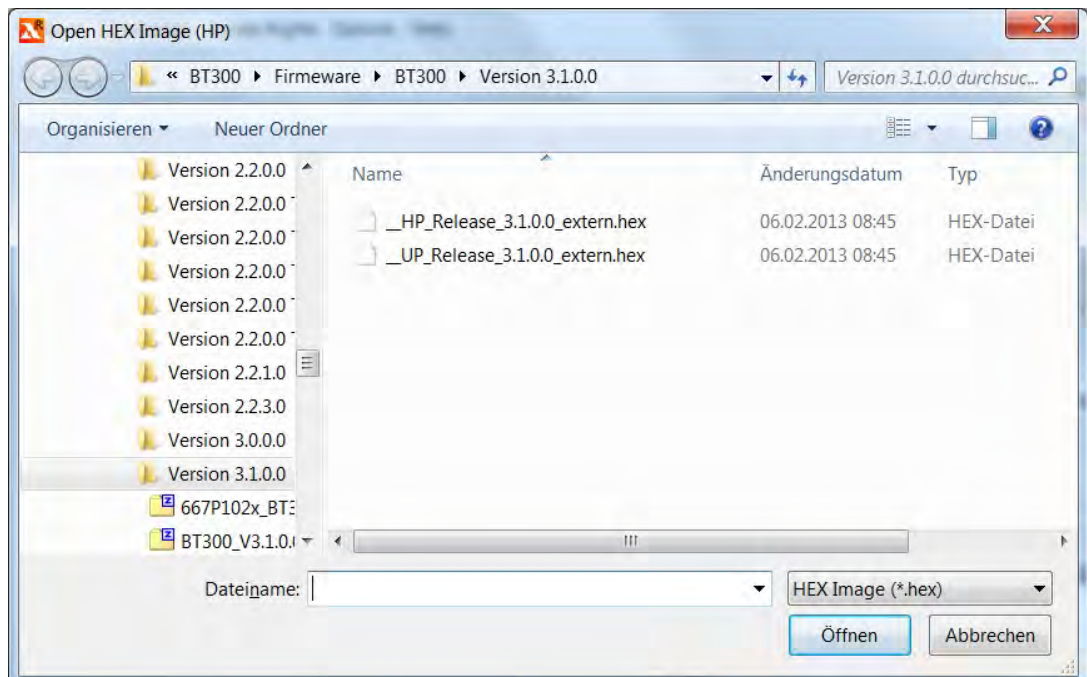 Open HEX Image (HP)
« BT300 ▸ Firmeware ▸ BT300 ▸ Version 3.1.0.0
Version 3.1.0.0 durchsuc...
Organisieren Neuer Ordner
Name Änderungsdatum Typ
Version 2.2.0.0
Version 2.2.0.0
Version 2.2.0.0
Version 2.2.0.0
Version 2.2.0.0
Version 2.2.0.0
Version 2.2.1.0
Version 2.2.3.0
Version 3.0.0.0
Version 3.1.0.0
667P102x_BT3
BT300_V3.1.0.
__HP_Release_3.1.0.0_extern.hex 06.02.2013 08:45 HEX-Datei
__UP_Release_3.1.0.0_extern.hex 06.02.2013 08:45 HEX-Datei
Dateiname:
HEX Image (*.hex)
Öffnen Abbrechen